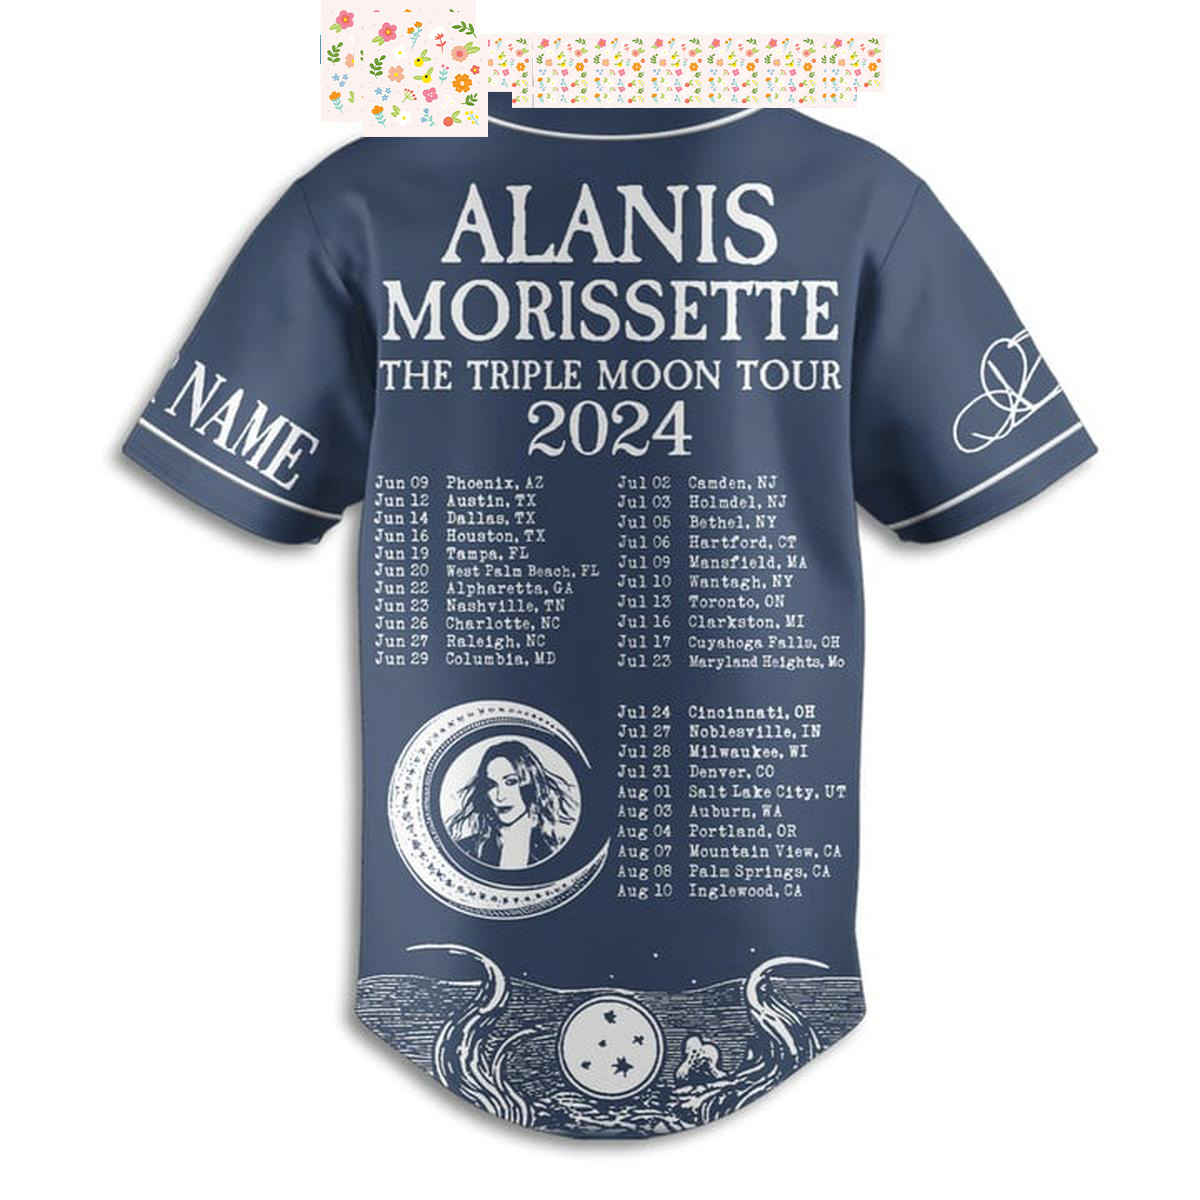 ALANIS
MORISSETTE
THE TRIPLE MOON TOUR
2024
NAME
Jun 09 Phoenix, AZ
Jun 12 Austin, TX
Jun 14 Dallas, TX
Jun 16 Houston, TX
Jun 19 Tampa, FL
Jun 20 West Palm Beach, FL
Jun 22 Alpharetta, GA
Jun 23 Nashville, TN
Jun 26 Charlotte, NC
Jun 27 Raleigh, NC
Jun 29 Columbia, MD
Jul 02 Camden, NJ
Jul 03 Holmdel, NJ
Jul 05 Bethel, NY
Jul 06 Hartford, CT
Jul 09 Mansfield, MA
Jul 10 Wantagh, NY
Jul 13 Toronto, ON
Jul 16 Clarkston, MI
Jul 17 Cuyahoga Falls, OH
Jul 23 Maryland Heights, Mo
Jul 24 Cincinnati, OH
Jul 27 Noblesville, IN
Jul 28 Milwaukee, WI
Jul 31 Denver, CO
Aug 01 Salt Lake City, UT
Aug 03 Auburn, WA
Aug 04 Portland, OR
Aug 07 Mountain View, CA
Aug 08 Palm Springs, CA
Aug 10 Inglewood, CA